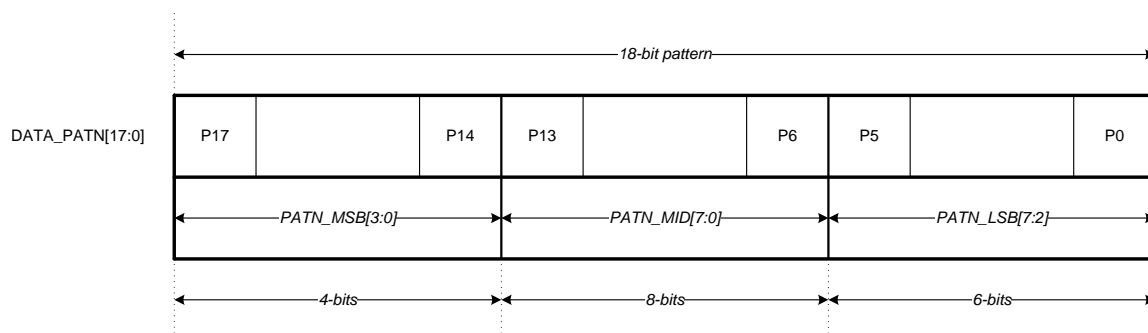 18-bit pattern
DATA_PATN[17:0] P17 P14 P13 P6 P5 P0
PATN_MSB[3:0] PATN_MID[7:0] PATN_LSB[7:2]
4-bits 8-bits 6-bits